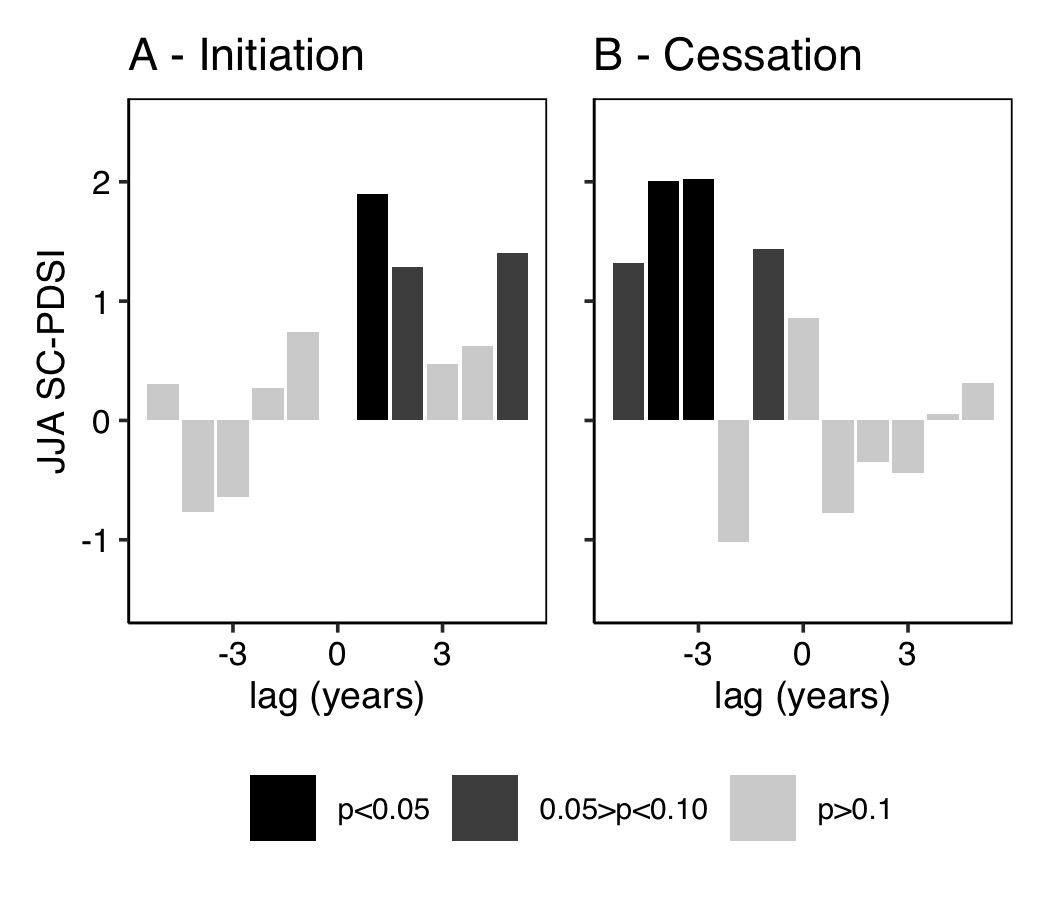 A - Initiation
B - Cessation
JJA SC-PDSI
2
1
0
-1
-3 0 3
-3 0 3
lag (years)
lag (years)
p<0.05
0.05>p<0.10
p>0.1